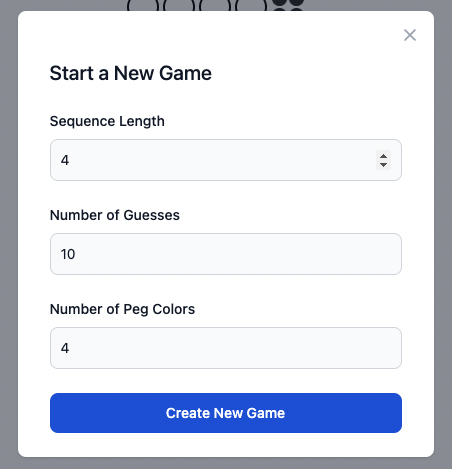 Start a New Game
Sequence Length
4
Number of Guesses
10
Number of Peg Colors
4
Create New Game